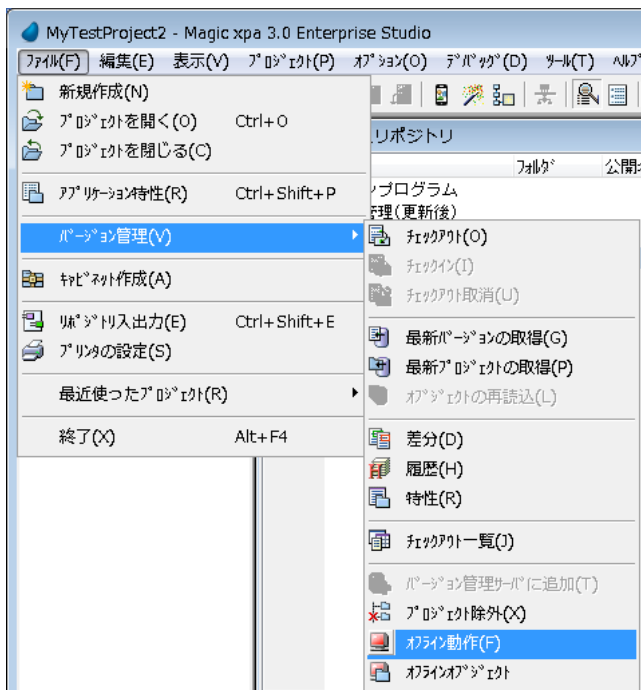 MyTestProject2 - Magic xpa 3.0 Enterprise Studio
ﾌｧｲﾙ(F) 編集(E) 表示(V) ﾌﾟﾛｼﾞｪｸﾄ(P) ｵﾌﾟｼｮﾝ(O) ﾃﾞﾊﾞｯｸﾞ(D) ﾂｰﾙ(T) ﾍﾙﾌﾟ
新規作成(N)
ﾌﾟﾛｼﾞｪｸﾄを開く(O) Ctrl+O
ﾌﾟﾛｼﾞｪｸﾄを閉じる(C)
ｱﾌﾟﾘｹｰｼｮﾝ特性(R) Ctrl+Shift+P
ﾊﾞｰｼﾞｮﾝ管理(V)
ｷｬﾋﾞﾈｯﾄ作成(A)
ﾘﾎﾟｼﾞﾄﾘ入出力(E) Ctrl+Shift+E
ﾌﾟﾘﾝﾀの設定(S)
最近使ったﾌﾟﾛｼﾞｪｸﾄ(R)
終了(X) Alt+F4
リポジトリ
ﾌｫﾙﾀﾞ 公開
プログラム
管理(更新後)
ﾁｪｯｸｱｳﾄ(O)
ﾁｪｯｸｲﾝ(I)
ﾁｪｯｸｱｳﾄ取消(U)
最新ﾊﾞｰｼﾞｮﾝの取得(G)
最新ﾌﾟﾛｼﾞｪｸﾄの取得(P)
ｵﾌﾞｼﾞｪｸﾄの再読込(L)
差分(D)
履歴(H)
特性(R)
ﾁｪｯｸｱｳﾄ一覧(J)
ﾊﾞｰｼﾞｮﾝ管理ｻｰﾊﾞに追加(T)
ﾌﾟﾛｼﾞｪｸﾄ除外(X)
ｵﾌﾗｲﾝ動作(F)
ｵﾌﾗｲﾝｵﾌﾞｼﾞｪｸﾄ